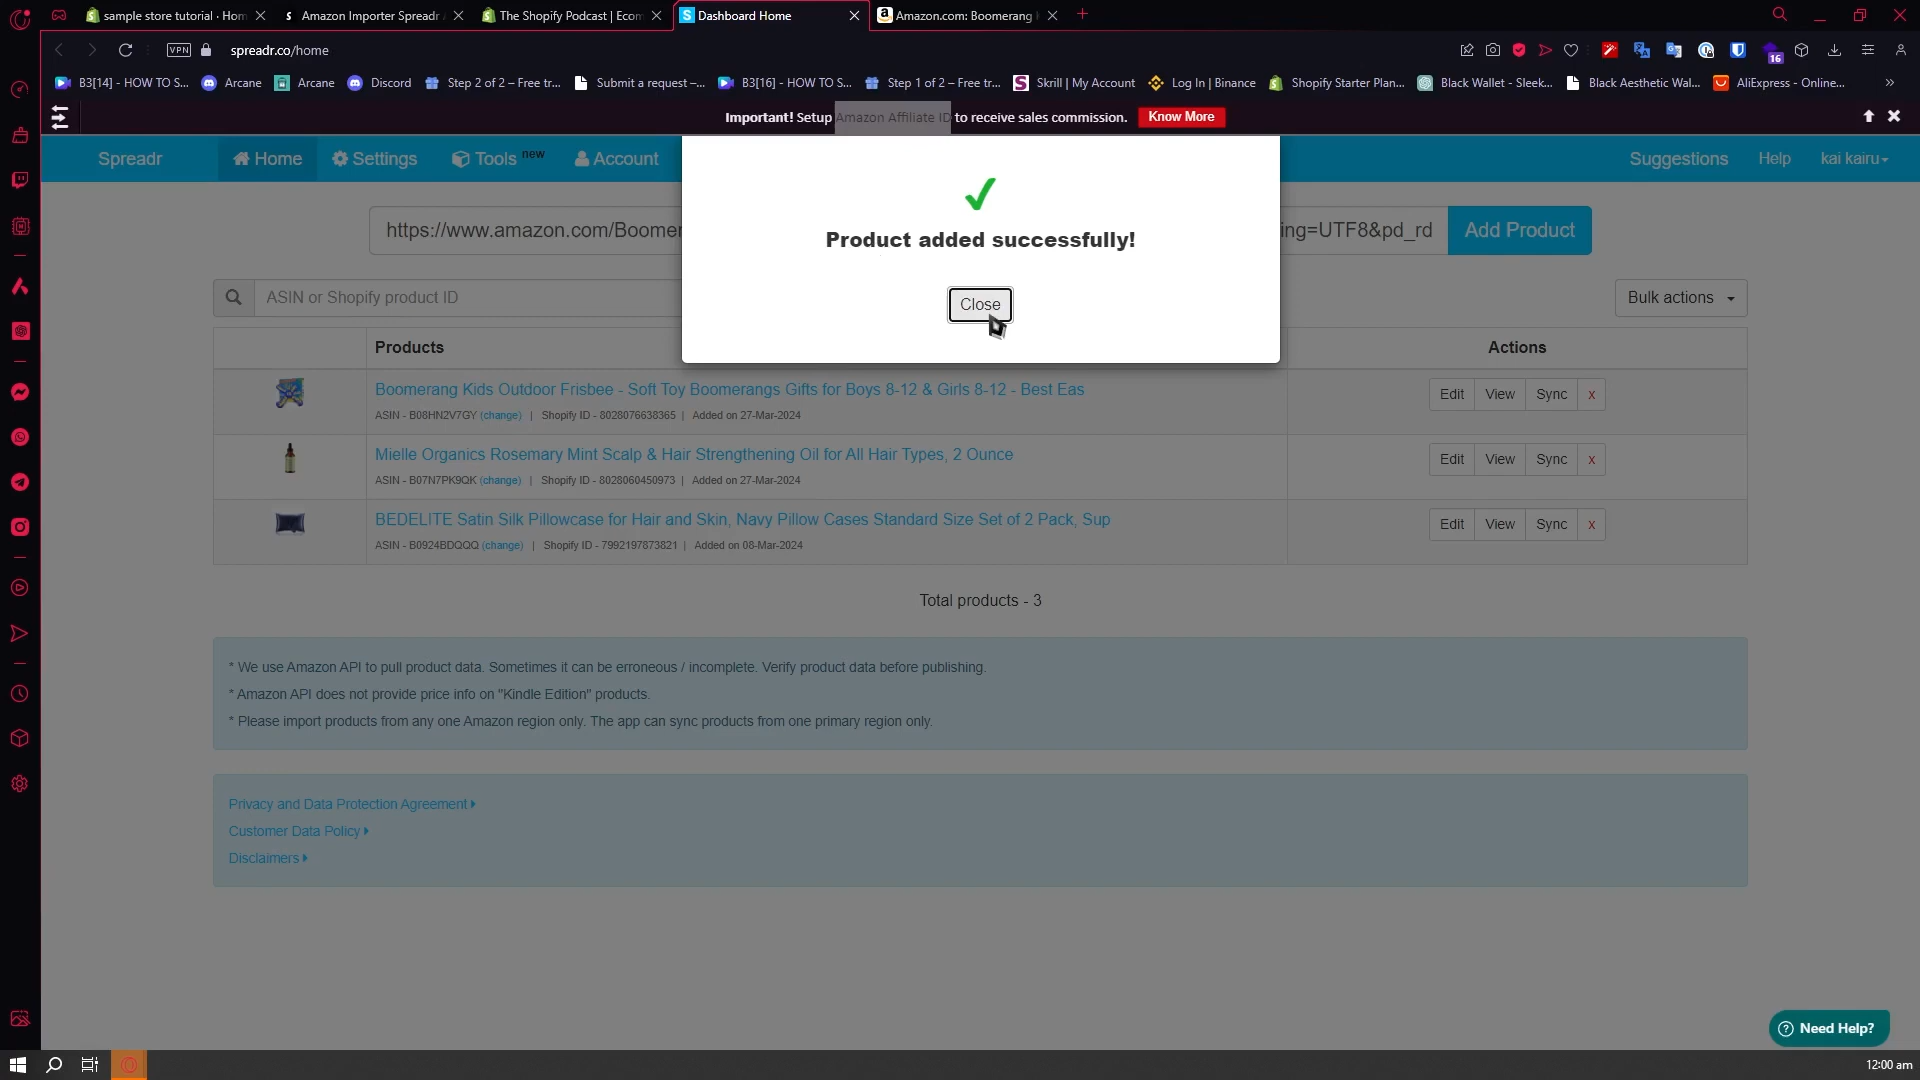 sample store tutorial · Hom
Amazon Importer Spreadr
The Shopify Podcast | Ecom
Dashboard Home
Amazon.com: Boomerang
VPN
spreadr.co/home
16
B3[14] - HOW TO S...
Arcane
Arcane
Discord
Step 2 of 2 – Free tr...
Submit a request –...
B3[16] - HOW TO S...
Step 1 of 2 – Free tr...
Skrill | My Account
Log In | Binance
Shopify Starter Plan...
Black Wallet - Sleek...
Black Aesthetic Wal...
AliExpress - Online...
Important! Setup Amazon Affiliate ID to receive sales commission. Know More
Spreadr
Home
Settings
Tools new
Account
Suggestions
Help
kai kairu
Product added successfully!
Close
https://www.amazon.com/Boomer
ing=UTF8&pd_rd
Add Product
ASIN or Shopify product ID
Bulk actions
Products
Actions
Boomerang Kids Outdoor Frisbee - Soft Toy Boomerangs Gifts for Boys 8-12 & Girls 8-12 - Best Eas
ASIN - B08HN2V7GY (change) | Shopify ID - 8028076638365 | Added on 27-Mar-2024
Edit View Sync x
Mielle Organics Rosemary Mint Scalp & Hair Strengthening Oil for All Hair Types, 2 Ounce
ASIN - B07N7PK9QK (change) | Shopify ID - 8028060450973 | Added on 27-Mar-2024
Edit View Sync x
BEDELITE Satin Silk Pillowcase for Hair and Skin, Navy Pillow Cases Standard Size Set of 2 Pack, Sup
ASIN - B0924BDQQQ (change) | Shopify ID - 7992197873821 | Added on 08-Mar-2024
Edit View Sync x
Total products - 3
* We use Amazon API to pull product data. Sometimes it can be erroneous / incomplete. Verify product data before publishing.
* Amazon API does not provide price info on "Kindle Edition" products.
* Please import products from any one Amazon region only. The app can sync products from one primary region only.
Privacy and Data Protection Agreement
Customer Data Policy
Disclaimers
Need Help?
12:00 am